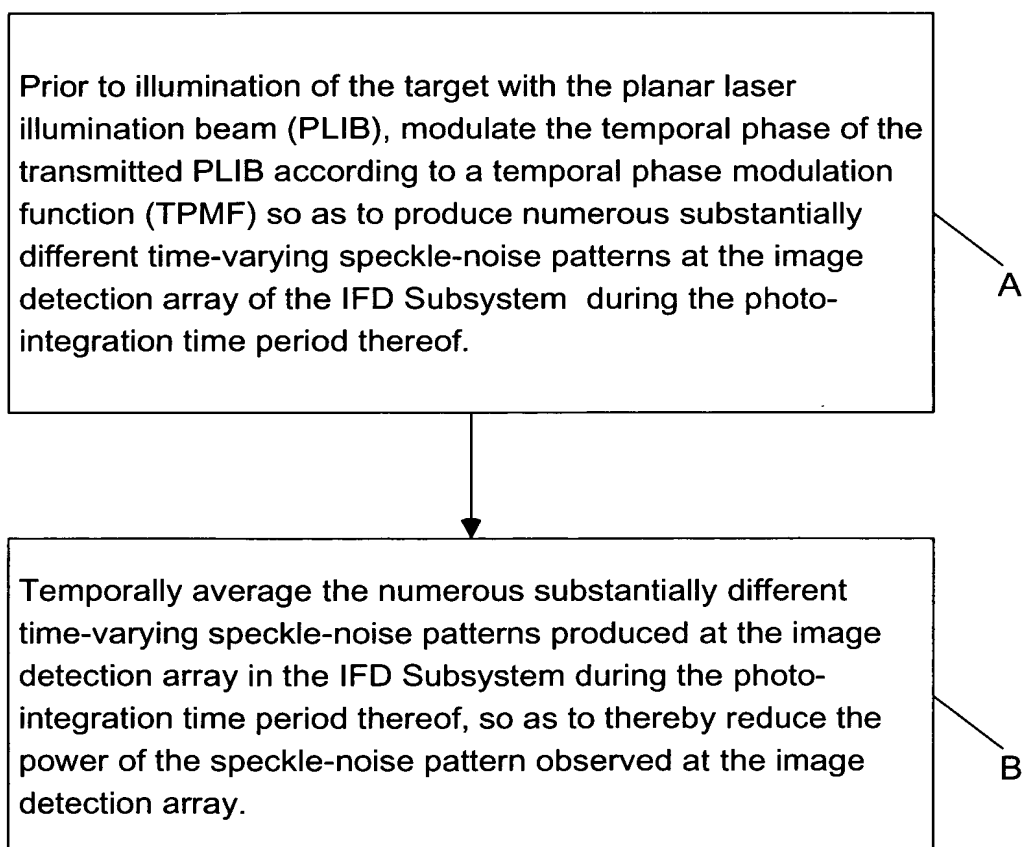 Prior to illumination of the target with the planar laser
illumination beam (PLIB), modulate the temporal phase of the
transmitted PLIB according to a temporal phase modulation
function (TPMF) so as to produce numerous substantially
different time-varying speckle-noise patterns at the image
detection array of the IFD Subsystem during the photo-
integration time period thereof.
A
Temporally average the numerous substantially different
time-varying speckle-noise patterns produced at the image
detection array in the IFD Subsystem during the photo-
integration time period thereof, so as to thereby reduce the
power of the speckle-noise pattern observed at the image
detection array.
B